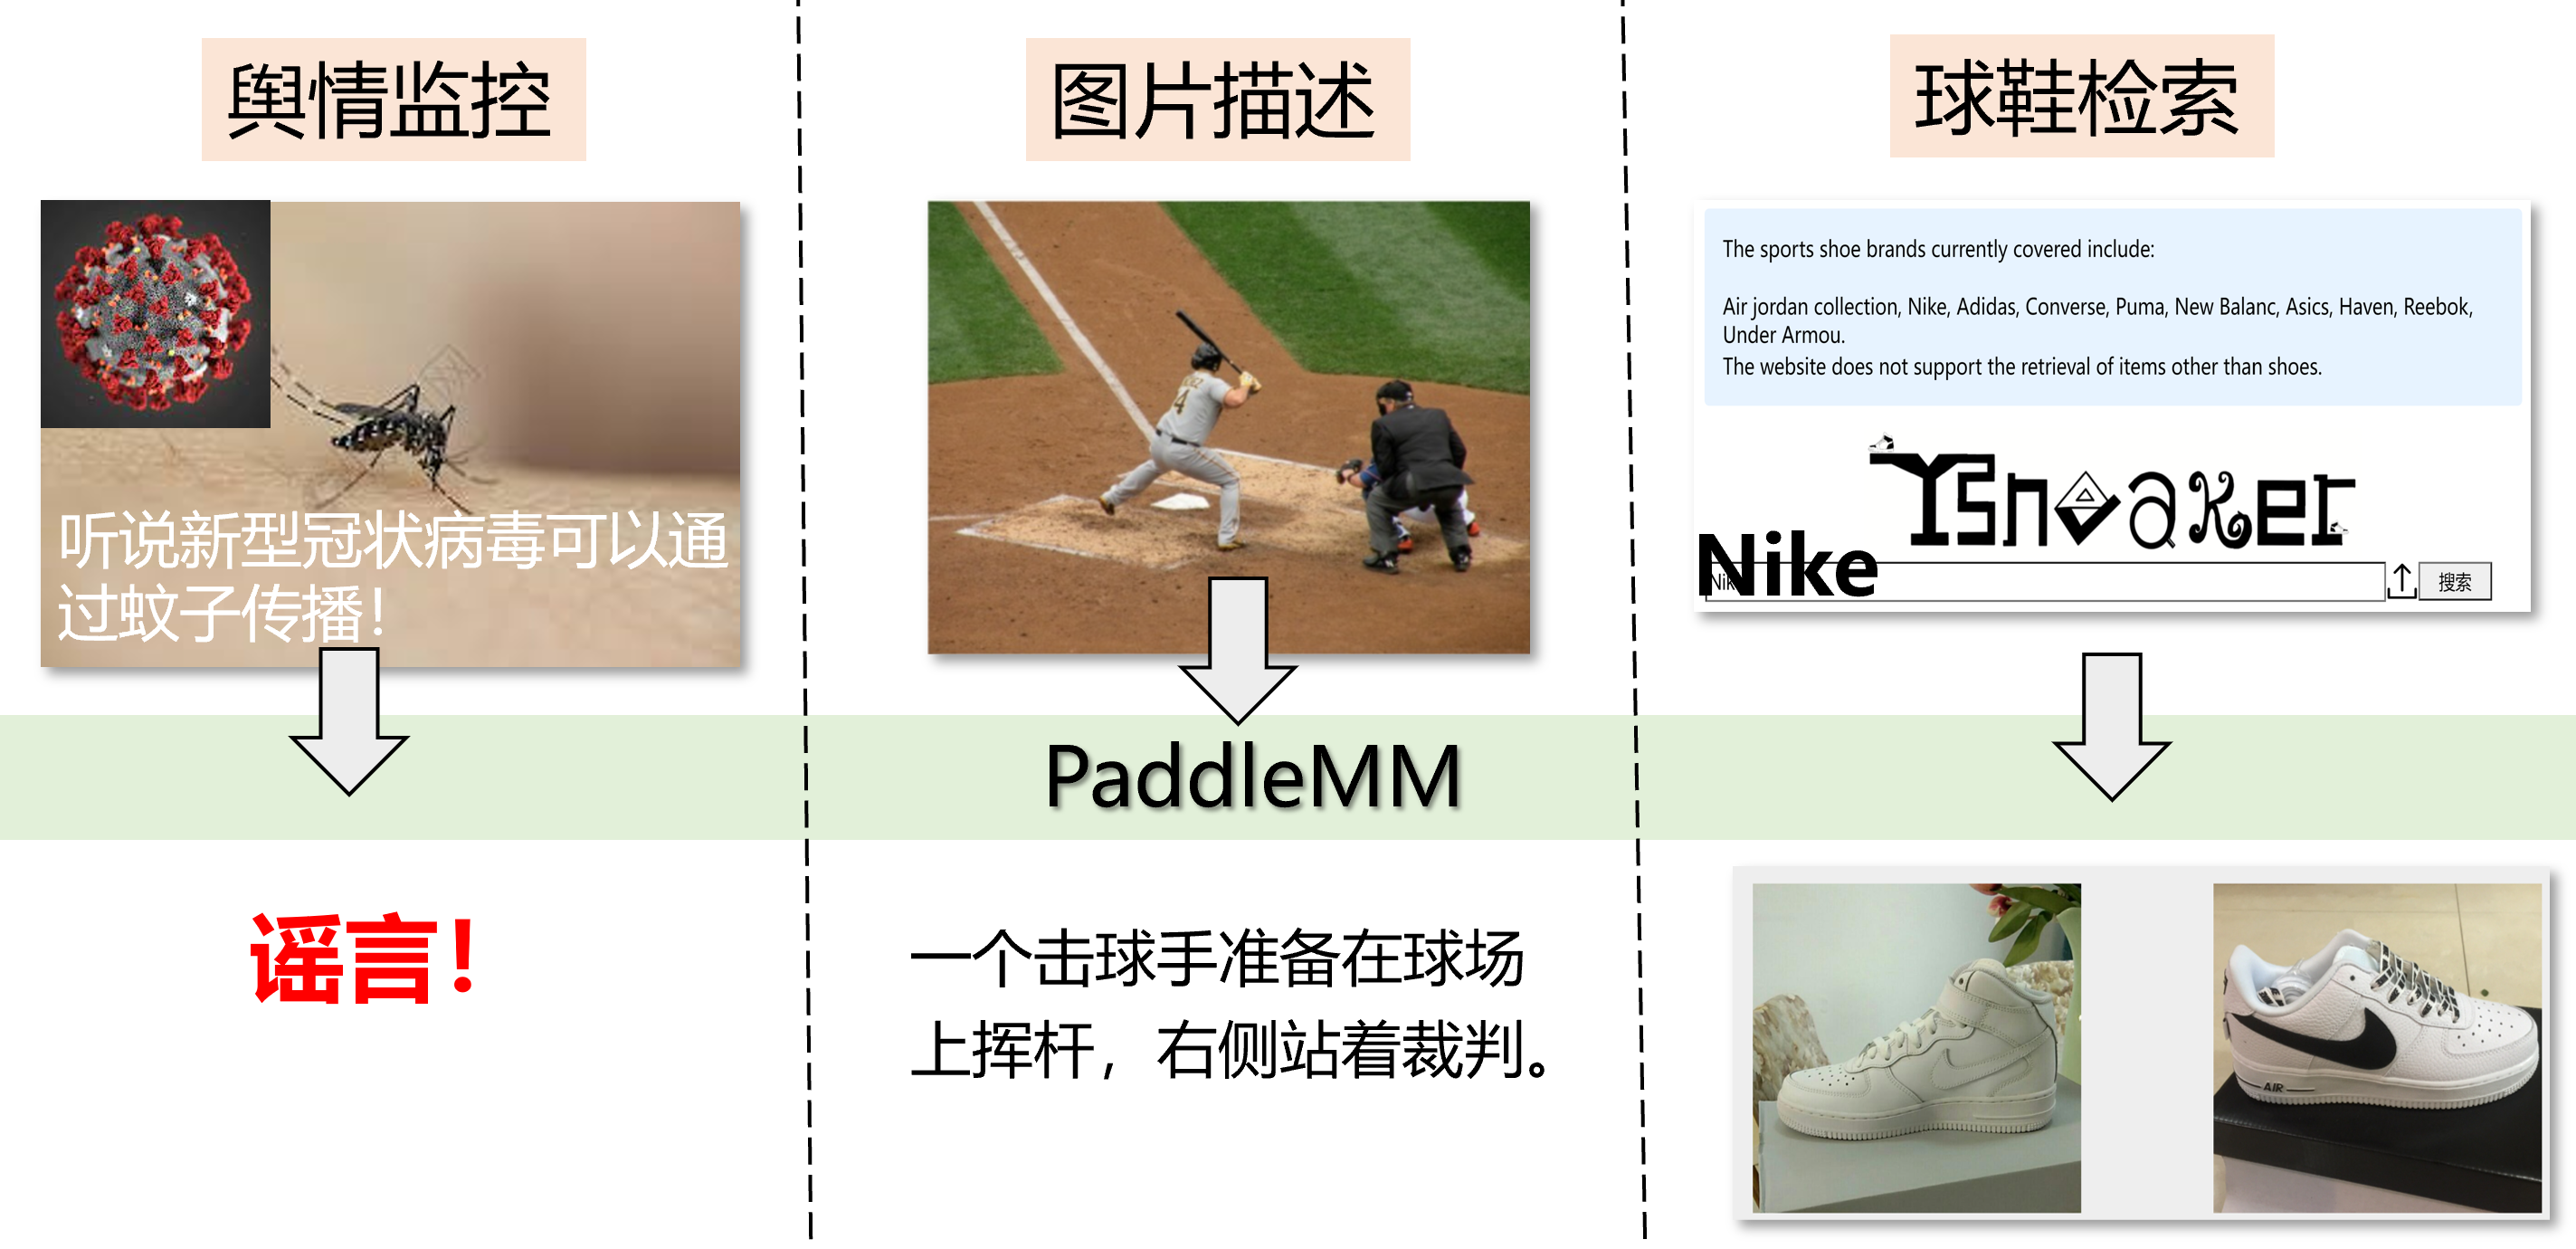 舆情监控
听说新型冠状病毒可以通
过蚊子传播！
谣言！
图片描述
PaddleMM
一个击球手准备在球场
上挥杆，右侧站着裁判。
球鞋检索
The sports shoe brands currently covered include:
Air jordan collection, Nike, Adidas, Converse, Puma, New Balanc, Asics, Haven, Reebok,
Under Armou.
The website does not support the retrieval of items other than shoes.
Ysneaker
Nike
搜索
AIR